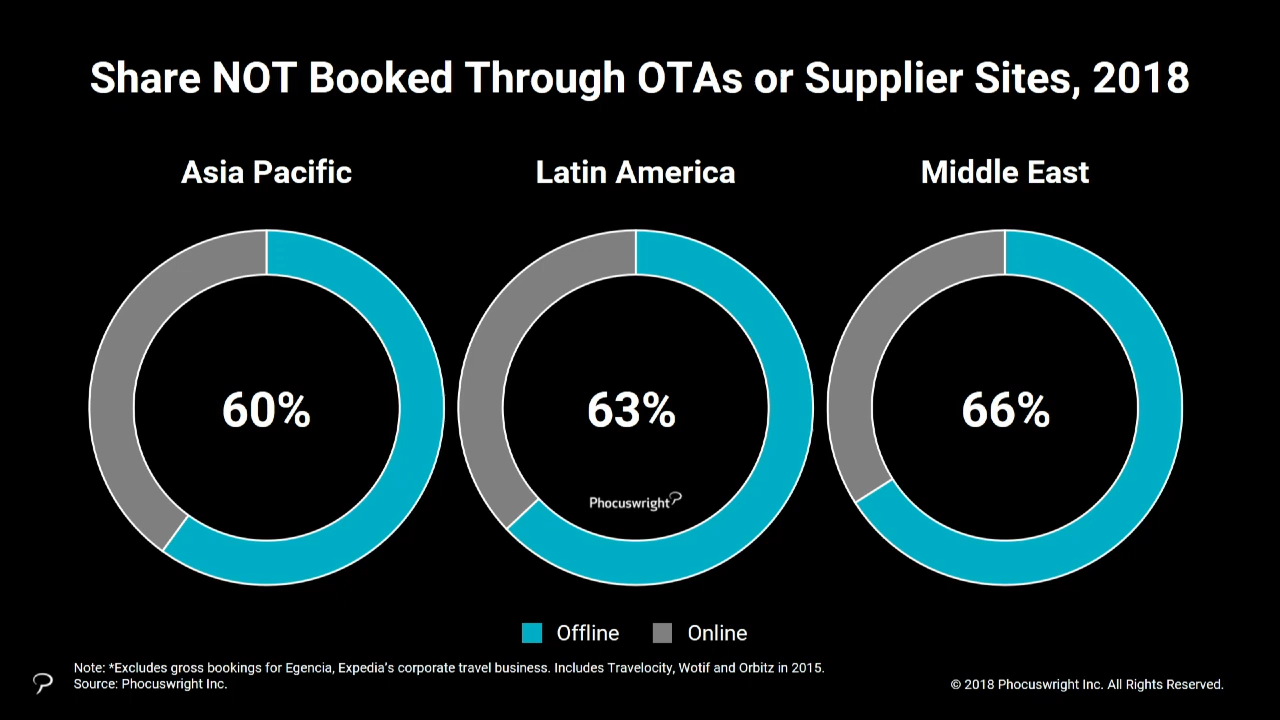 Share NOT Booked Through OTAs or Supplier Sites, 2018
Asia Pacific
Latin America
Middle East
60%
63%
66%
Phocuswright
Offline
Online
Note: *Excludes gross bookings for Egencia, Expedia's corporate travel business. Includes Travelocity, Wotif and Orbitz in 2015.
Source: Phocuswright Inc.
© 2018 Phocuswright Inc. All Rights Reserved.